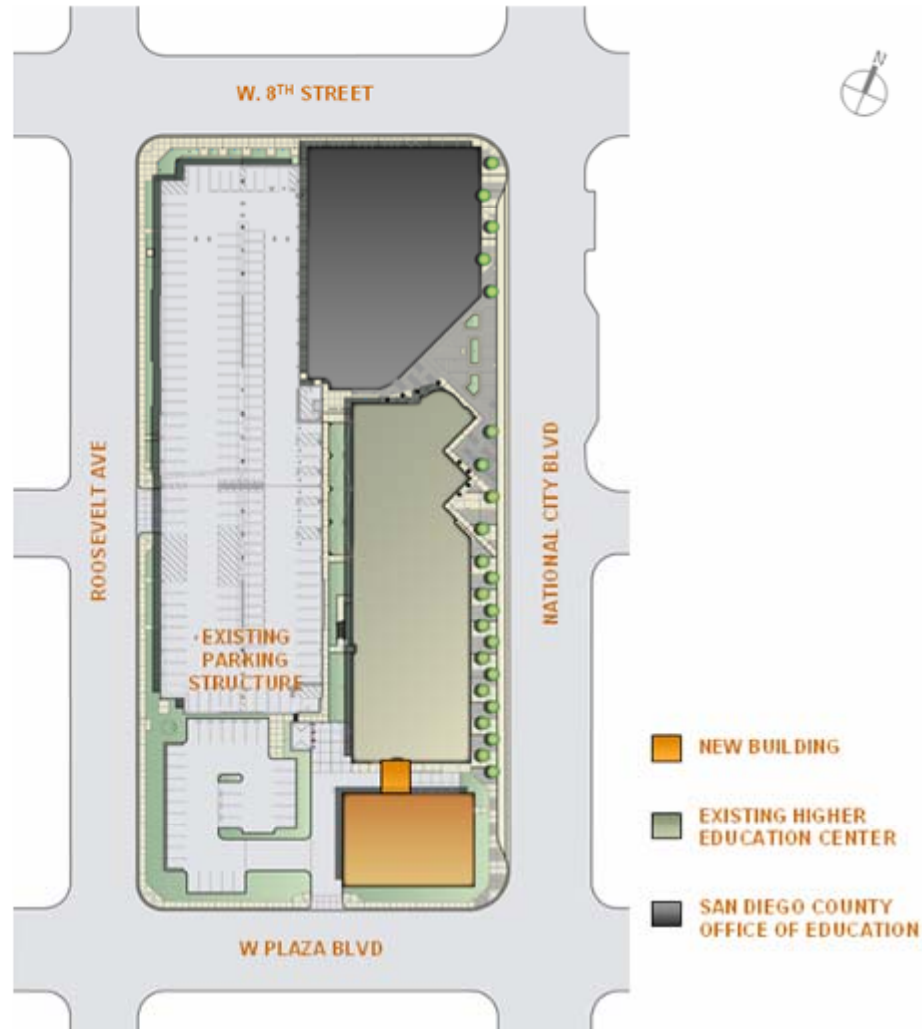 W. 8TH STREET
N
ROOSEVELT AVE
NATIONAL CITY BLVD
EXISTING
PARKING
STRUCTURE
NEW BUILDING
EXISTING HIGHER
EDUCATION CENTER
SAN DIEGO COUNTY
OFFICE OF EDUCATION
W PLAZA BLVD